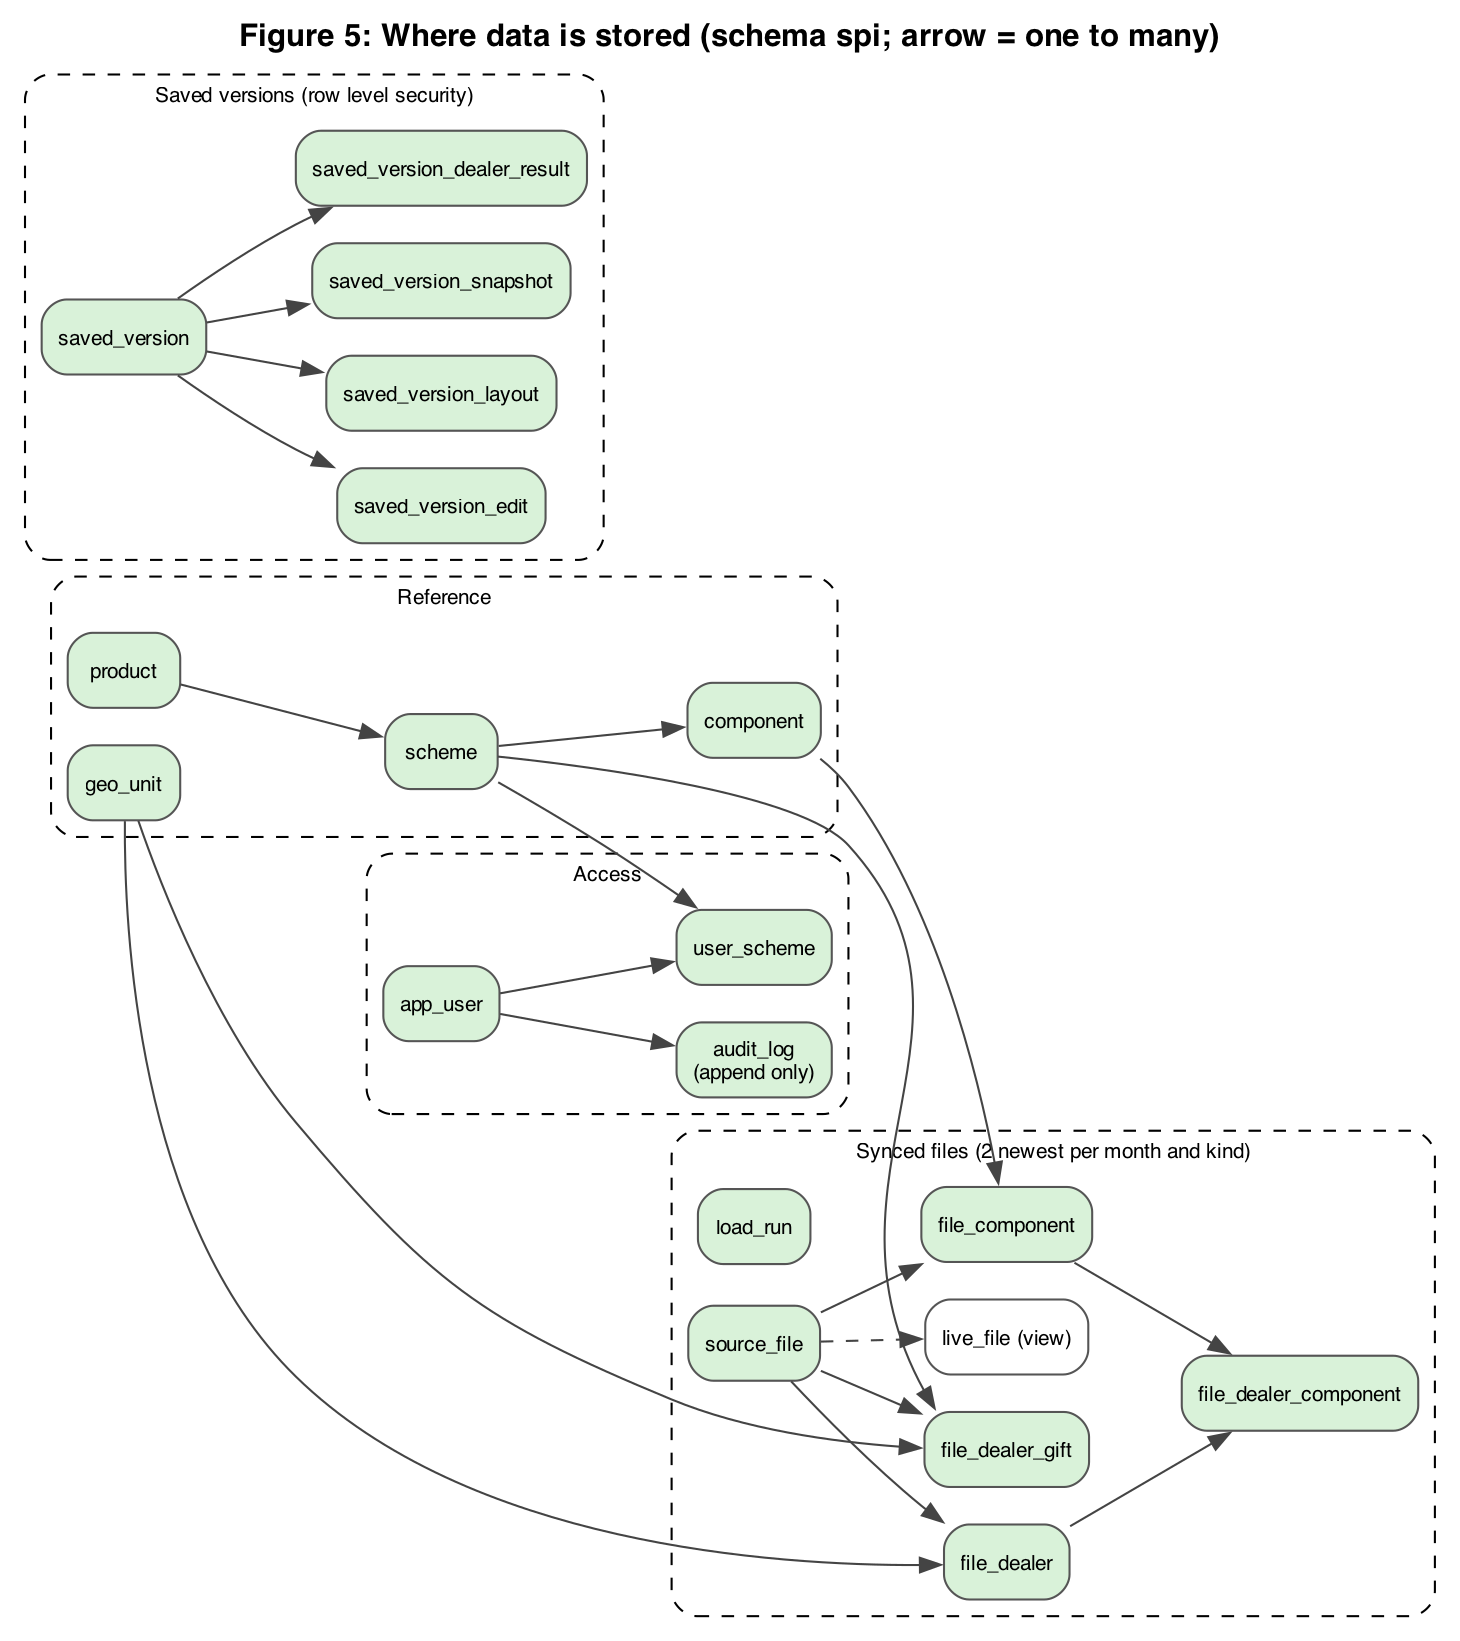 Figure 5: Where data is stored (schema spi; arrow = one to many)
Saved versions (row level security)
saved_version_dealer_result
saved_version_snapshot
saved_version
saved_version_layout
saved_version_edit
Reference
product
component
scheme
geo_unit
Access
user_scheme
app_user
audit_log
(append only)
Synced files (2 newest per month and kind)
load_run
file_component
source_file
live_file (view)
file_dealer_component
file_dealer_gift
file_dealer